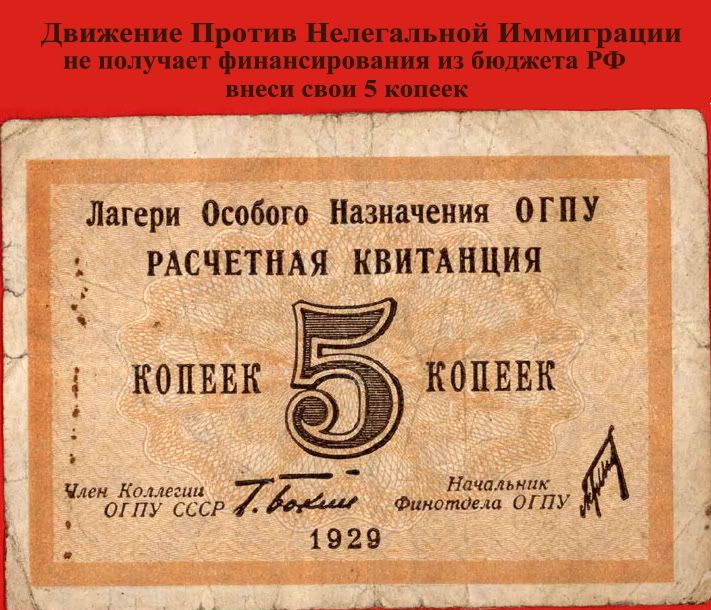 Движение Против Нелегальной Иммиграции
не получает финансирования из бюджета РФ
внеси свои 5 копеек
Лагери Особого Назначения ОГПУ
РАСЧЕТНАЯ КВИТАНЦИЯ
КОПЕЕК 5 КОПЕЕК
Член Коллегии
ОГПУ СССР Г. Бокий
Начальник
Финотдела ОГПУ
1929